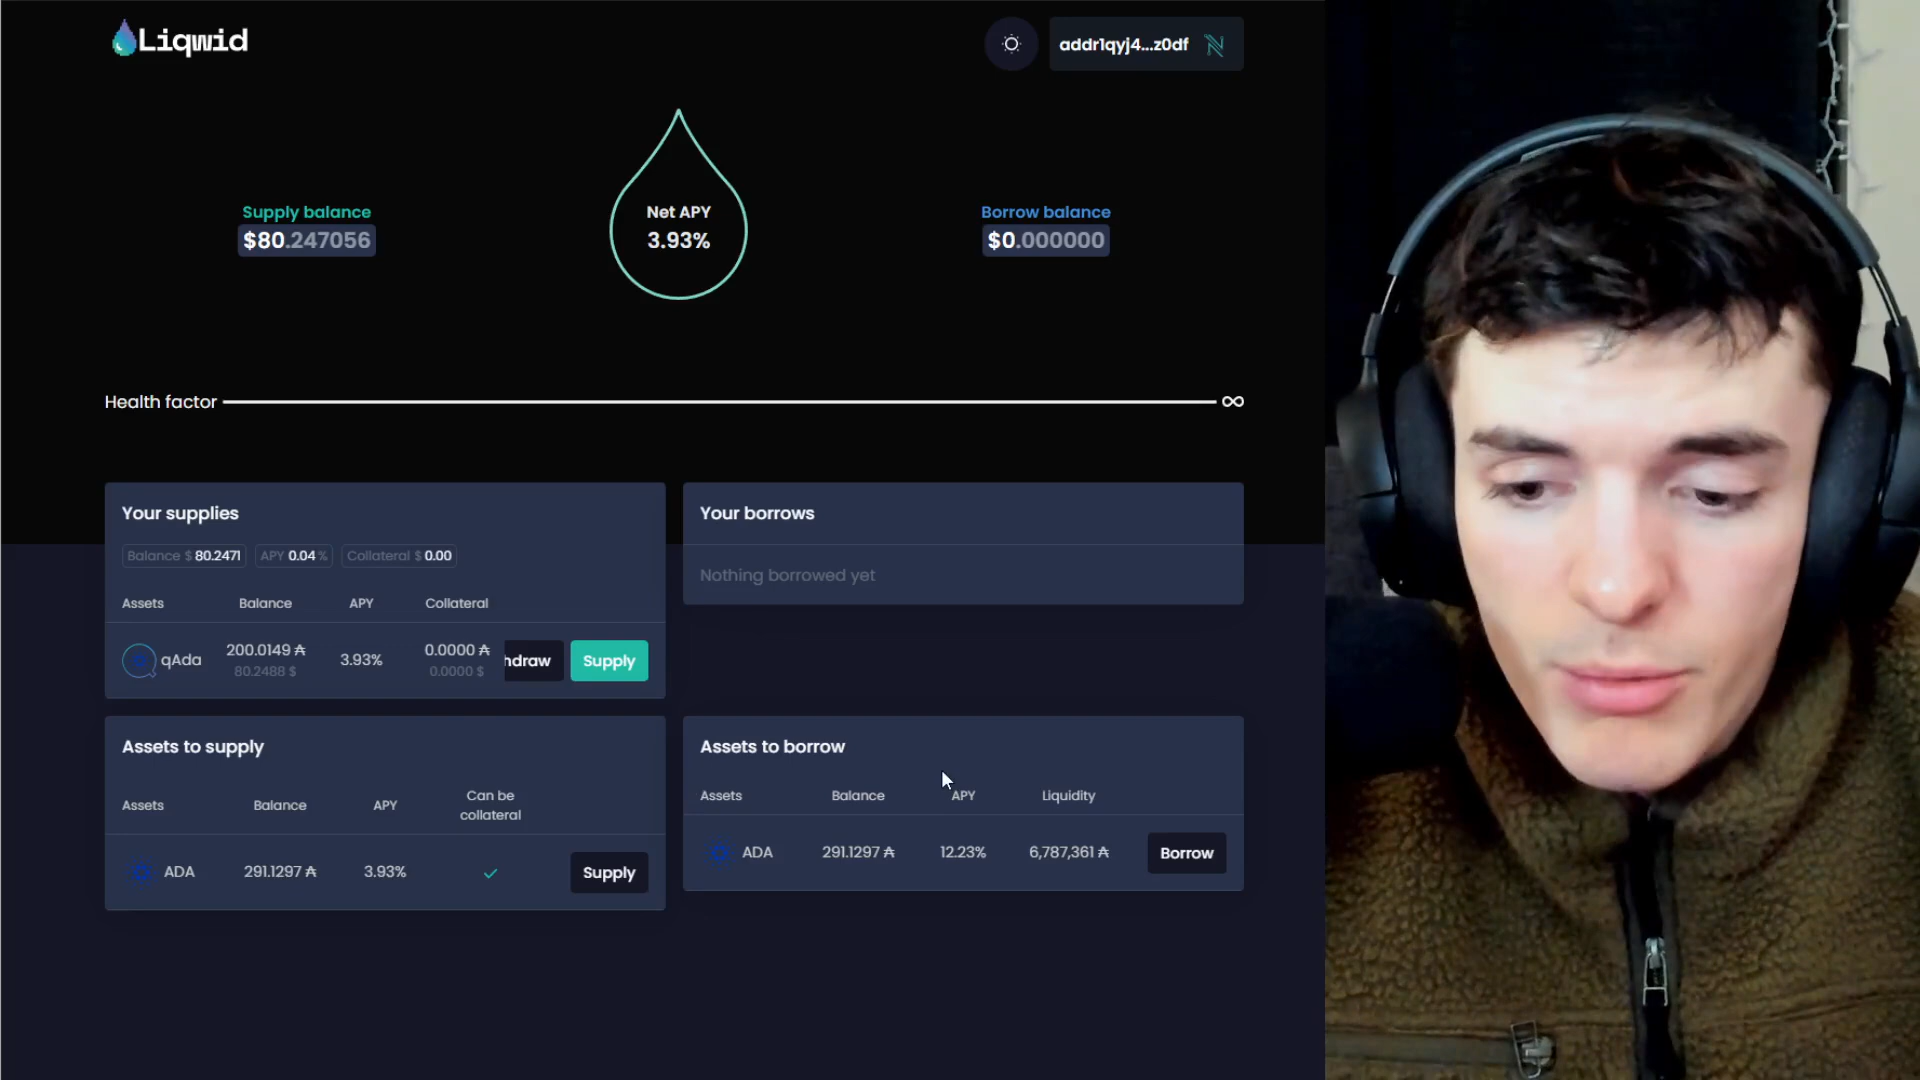 Liqwid
addr1qyj4...z0df
Supply balance
$80.247056
Net APY
3.93%
Borrow balance
$0.000000
Health factor ∞
Your supplies
Balance $ 80.2471 APY 0.04 % Collateral $ 0.00
Assets Balance APY Collateral
qAda 200.0149 ₳ 3.93% 0.0000 ₳ hdraw Supply
80.2488 $ 0.0000 $
Your borrows
Nothing borrowed yet
Assets to supply
Assets Balance APY Can be
collateral
ADA 291.1297 ₳ 3.93% Supply
Assets to borrow
Assets Balance APY Liquidity
ADA 291.1297 ₳ 12.23% 6,787,361 ₳ Borrow